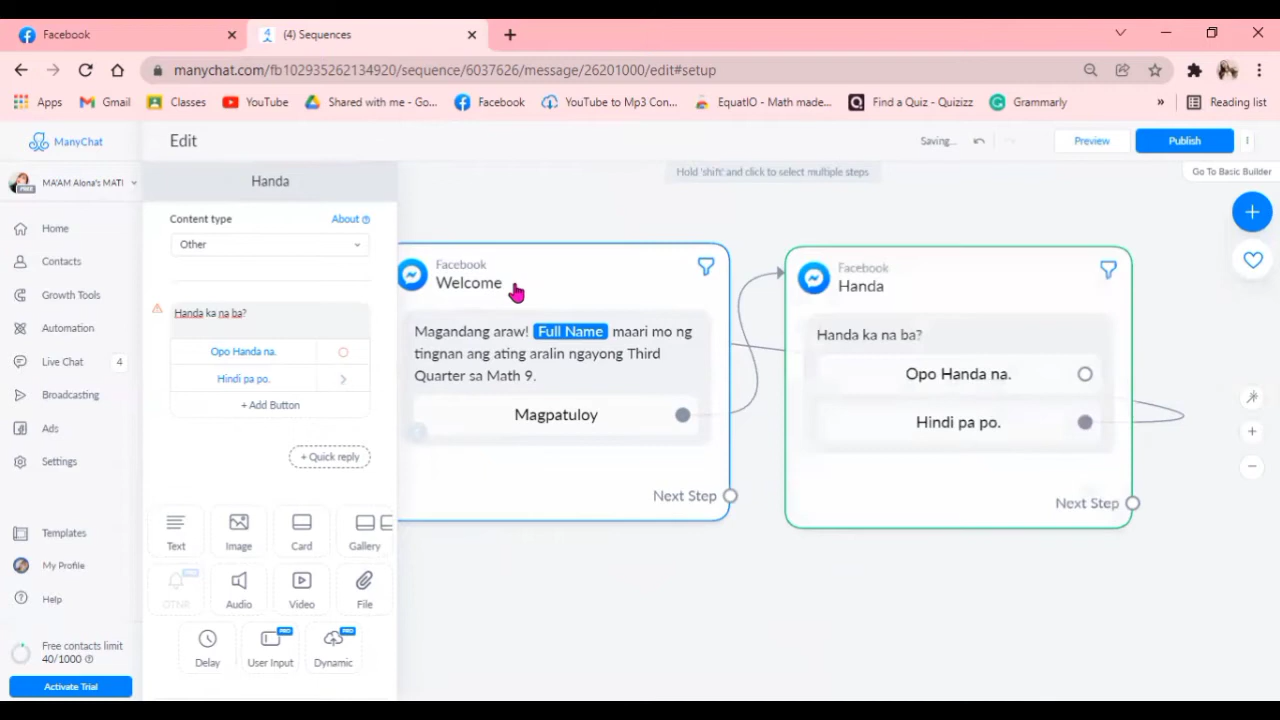 Facebook
(4) Sequences
manychat.com/fb102935262134920/sequence/6037626/message/26201000/edit#setup
Apps
Gmail
Classes
YouTube
Shared with me - Go...
Facebook
YouTube to Mp3 Con...
EquatIO - Math made...
Find a Quiz - Quizizz
Grammarly
»
Reading list
ManyChat
Edit
Saving...
Preview
Publish
MA'AM Alona's MATI
FREE
Handa
Hold 'shift' and click to select multiple steps
Go To Basic Builder
Home
Contacts
Growth Tools
Automation
Live Chat 4
Broadcasting
Ads
Settings
Templates
My Profile
Help
Free contacts limit
40/1000
Activate Trial
Content type
About
Other
Handa ka na ba?
Opo Handa na.
Hindi pa po.
+ Add Button
+ Quick reply
Text
Image
Card
Gallery
PRO
OTNR
Audio
Video
File
PRO
PRO
Delay
User Input
Dynamic
Facebook
Welcome
Magandang araw! Full Name maari mo ng
tingnan ang ating aralin ngayong Third
Quarter sa Math 9.
Magpatuloy
Next Step
Facebook
Handa
Handa ka na ba?
Opo Handa na.
Hindi pa po.
Next Step